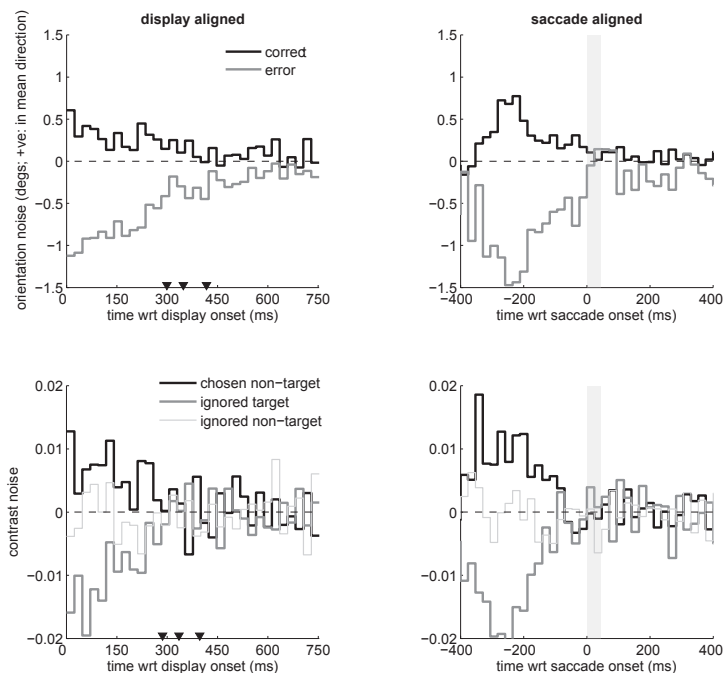 display aligned
saccade aligned
orientation noise (degs; +ve: in mean direction)
1.5
1
0.5
0
−0.5
−1
−1.5
correct
error
0 150 300 450 600 750
time wrt display onset (ms)
1.5
1
0.5
0
−0.5
−1
−1.5
−400 −200 0 200 400
time wrt saccade onset (ms)
contrast noise
0.02
0.01
0
−0.01
−0.02
chosen non−target
ignored target
ignored non−target
0 150 300 450 600 750
time wrt display onset (ms)
0.02
0.01
0
−0.01
−0.02
−400 −200 0 200 400
time wrt saccade onset (ms)